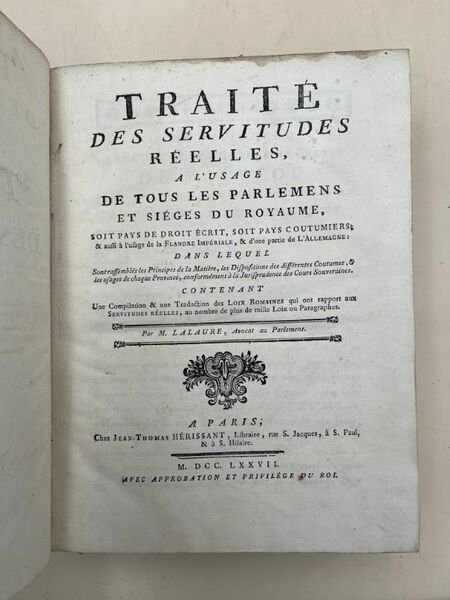 TRAITÉ
DES SERVITUDES
RÉELLES,
A L'USAGE
DE TOUS LES PARLEMENS
ET SIÉGES DU ROYAUME,
SOIT PAYS DE DROIT ÉCRIT, SOIT PAYS COUTUMIERS;
& aussi à l'usage de la FLANDRE IMPÉRIALE, & d'une partie de L'ALLEMAGNE:
DANS LEQUEL
Sont rassemblés les Principes de la Matière, les Dispositions des différentes Coutumes, &
les usages de chaque Province, conformément à la Jurisprudence des Cours Souveraines.
CONTENANT
Une Compilation & une Traduction des LOIX ROMAINES qui ont rapport aux
SERVITUDES RÉELLES, au nombre de plus de mille Loix ou Paragraphes.
Par M. LALAURE, Avocat au Parlement.
A PARIS;
Chez JEAN-THOMAS HÉRISSANT, Libraire, rue S. Jacques, à S. Paul,
& à S. Hilaire.
M. DCC. LXXVII.
AVEC APPROBATION ET PRIVILÉGE DU ROI.